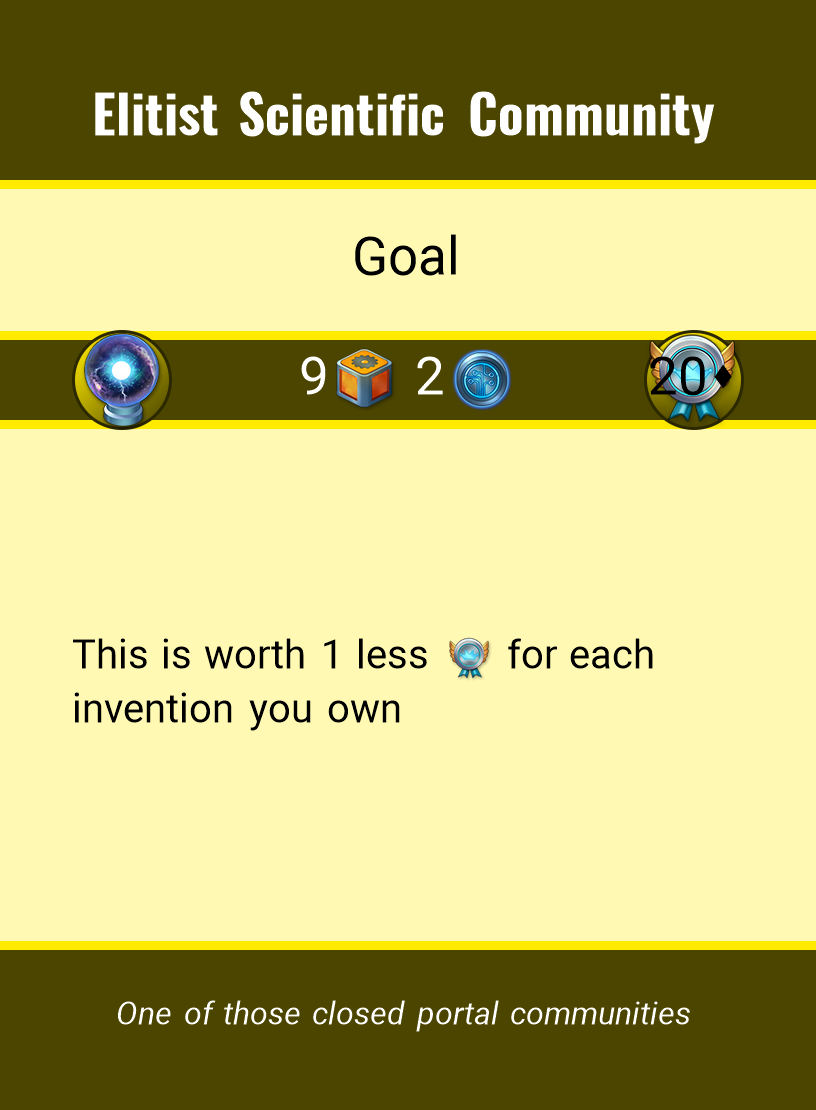 Elitist Scientific Community
Goal
9 2 20♦
This is worth 1 less for each
invention you own
One of those closed portal communities